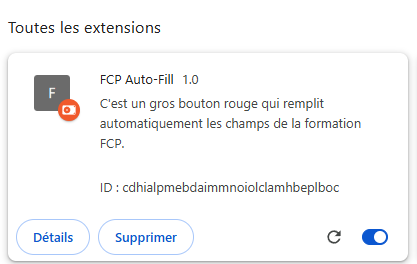 Toutes les extensions
F
FCP Auto-Fill 1.0
C'est un gros bouton rouge qui remplit
automatiquement les champs de la formation
FCP.
ID : cdhialpmebdaimmnoiolclamhbeplboc
Détails
Supprimer